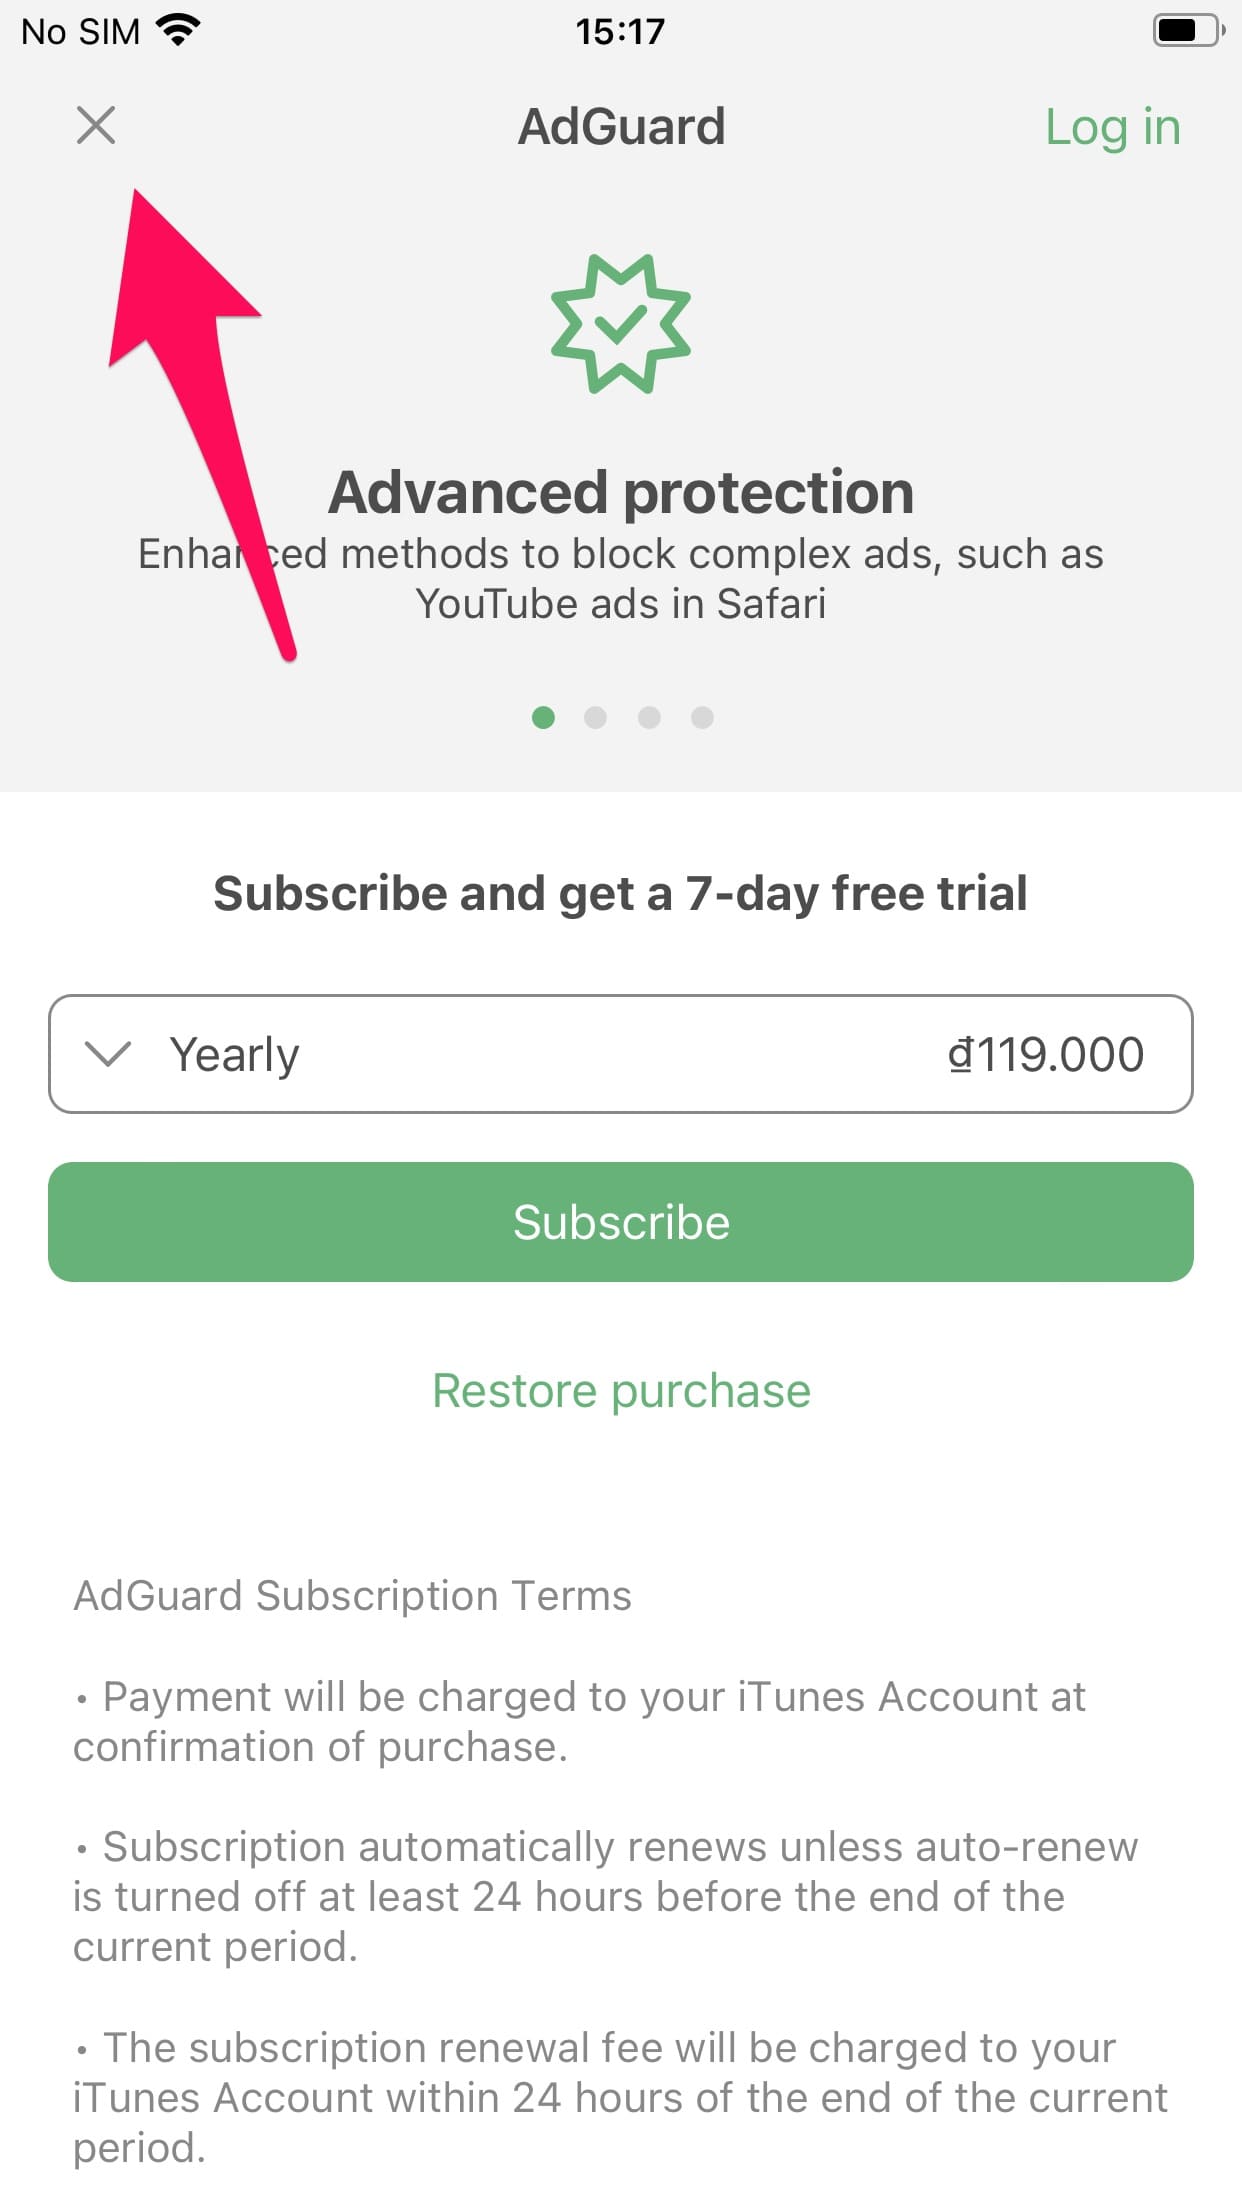 No SIM 15:17
AdGuard Log in
Advanced protection
Enhanced methods to block complex ads, such as
YouTube ads in Safari
Subscribe and get a 7-day free trial
Yearly ₫119.000
Subscribe
Restore purchase
AdGuard Subscription Terms
• Payment will be charged to your iTunes Account at
confirmation of purchase.
• Subscription automatically renews unless auto-renew
is turned off at least 24 hours before the end of the
current period.
• The subscription renewal fee will be charged to your
iTunes Account within 24 hours of the end of the current
period.